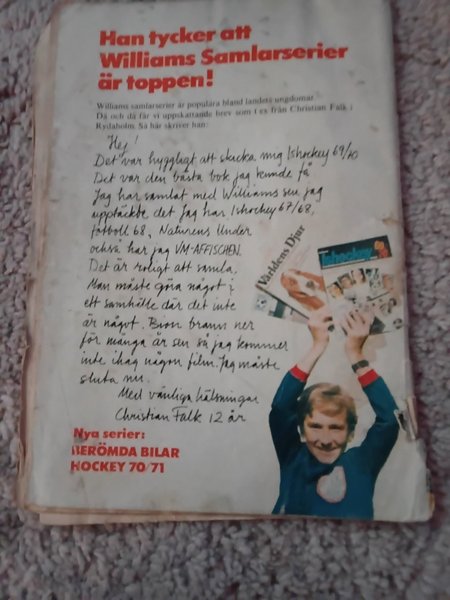 Han tycker att
Williams Samlarserier
är toppen!
Williams samlarserier är populära bland landets ungdomar.
Då och då får vi uppskattande brev som t ex från Christian Falk i
Rydaholm. Så här skriver han:
Hej!
Det var hyggligt att skicka mig Ishockey 69/70
Det var den bästa bok jag kunde få.
Jag har samlat med Williams sen jag
upptäckte det. Jag har Ishockey 67/68,
fotboll 68, Naturens Under
också har jag VM-AFFISCHEN.
Det är roligt att samla.
Man måste göra något i
ett samhälle där det inte
är något. Bion brann ner
för många år sen så jag kommer
inte ihåg någon film. Jag måste
sluta nu.
Med vänliga hälsningar
Christian Falk 12 år
Världens Djur
Ishockey
Nya serier:
BERÖMDA BILAR
HOCKEY 70/71